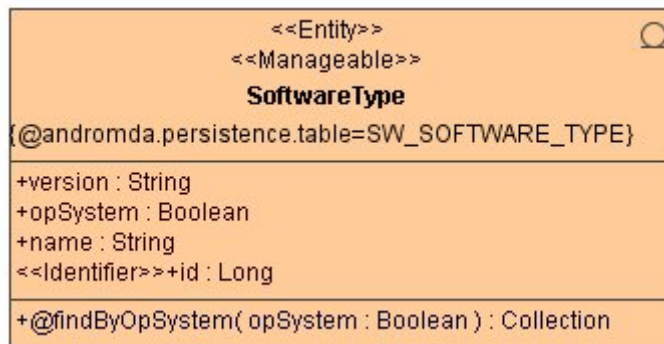 <<Entity>>
<<Manageable>>
SoftwareType
{@andromda.persistence.table=SW_SOFTWARE_TYPE}
+version : String
+opSystem : Boolean
+name : String
<<Identifier>>+id : Long
+@findByOpSystem( opSystem : Boolean ) : Collection